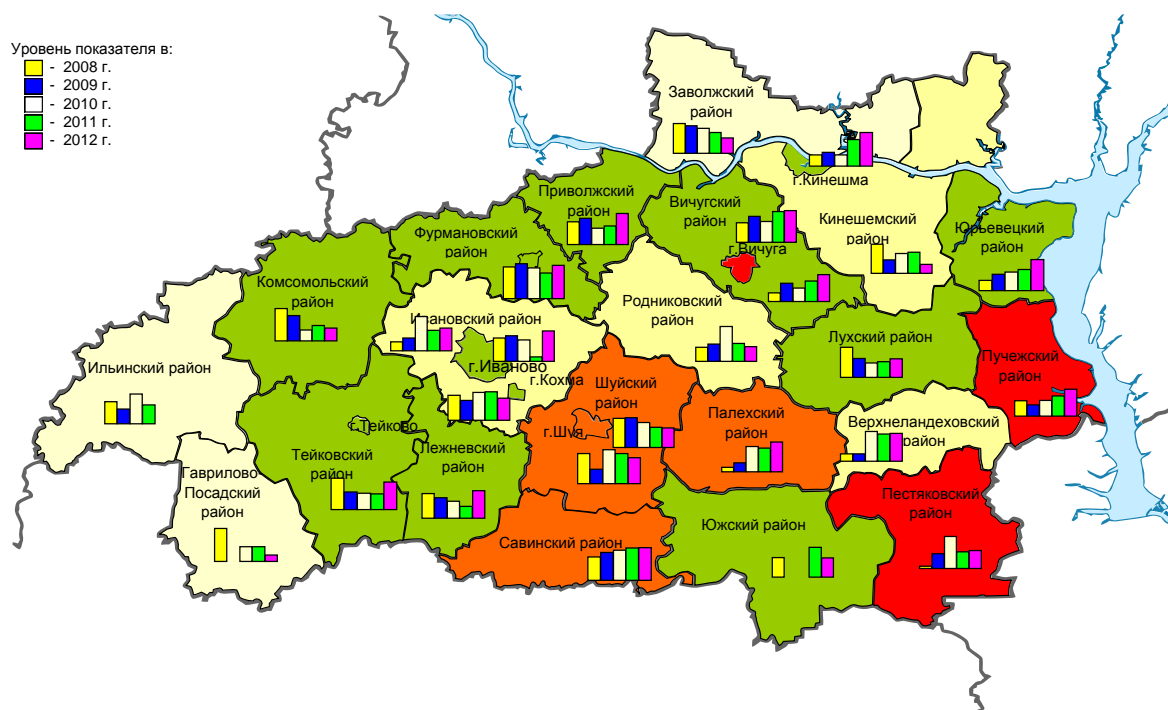 Уровень показателя в:
- 2008 г.
- 2009 г.
- 2010 г.
- 2011 г.
- 2012 г.
Заволжский
район
г.Кинешма
Приволжский
район
Вичугский
район
Кинешемский
район
Юрьевецкий
район
Фурмановский
район
г.Вичуга
Комсомольский
район
Родниковский
район
Ивановский район
Лухский район
Пучежский
район
Ильинский район
г.Иваново
г.Кохма
Шуйский
район
Палехский
район
Верхнеландеховский
район
г.Тейково
г.Шуя
Тейковский
район
Лежневский
район
Гаврилово-
Посадский
район
Пестяковский
район
Южский район
Савинский район